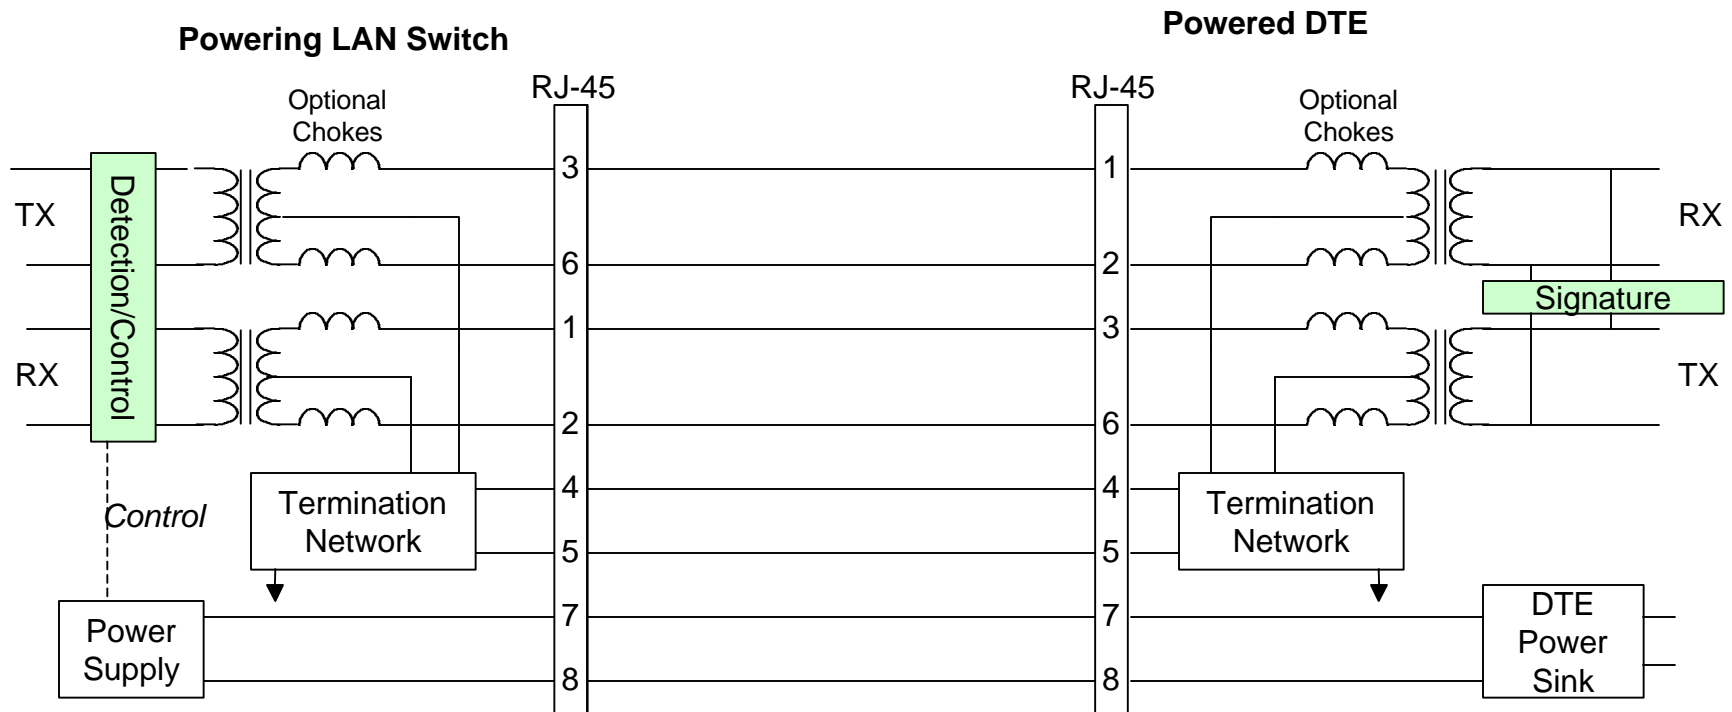 Powering LAN Switch
Powered DTE
RJ-45
RJ-45
Optional
Chokes
Optional
Chokes
TX
RX
Detection/Control
3
6
1
2
4
5
7
8
1
2
3
6
4
5
7
8
RX
TX
Signature
Control
Termination
Network
Termination
Network
Power
Supply
DTE
Power
Sink